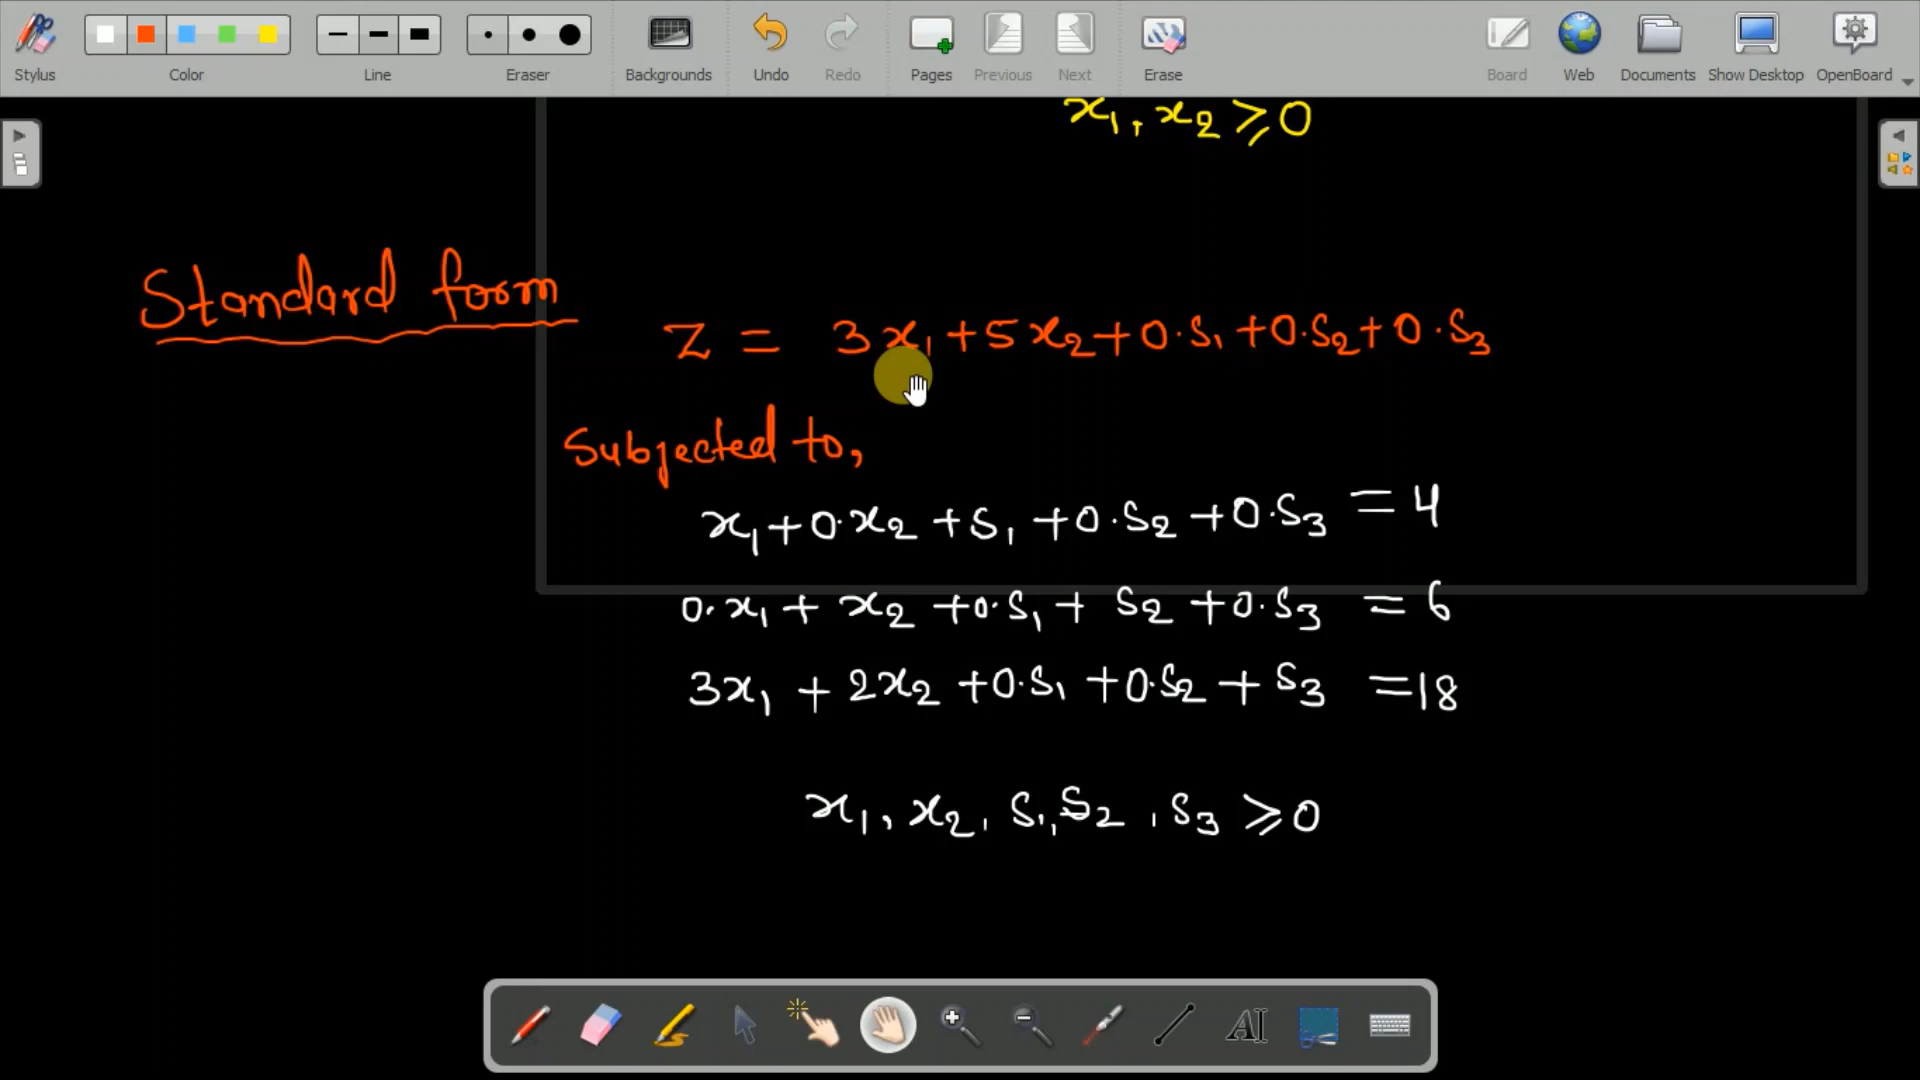 Stylus
Color
Line
Eraser
Backgrounds
Undo
Redo
Pages
Previous
Next
Erase
Board
Web
Documents
Show Desktop
OpenBoard
x₁, x₂ ⩾ 0
Standard form
Z = 3x₁ + 5x₂ + 0·S₁ + 0·S₂ + 0·S₃
Subjected to,
x₁ + 0·x₂ + S₁ + 0·S₂ + 0·S₃ = 4
0·x₁ + x₂ + 0·S₁ + S₂ + 0·S₃ = 6
3x₁ + 2x₂ + 0·S₁ + 0·S₂ + S₃ = 18
x₁, x₂, S₁, S₂, S₃ ⩾ 0
AI